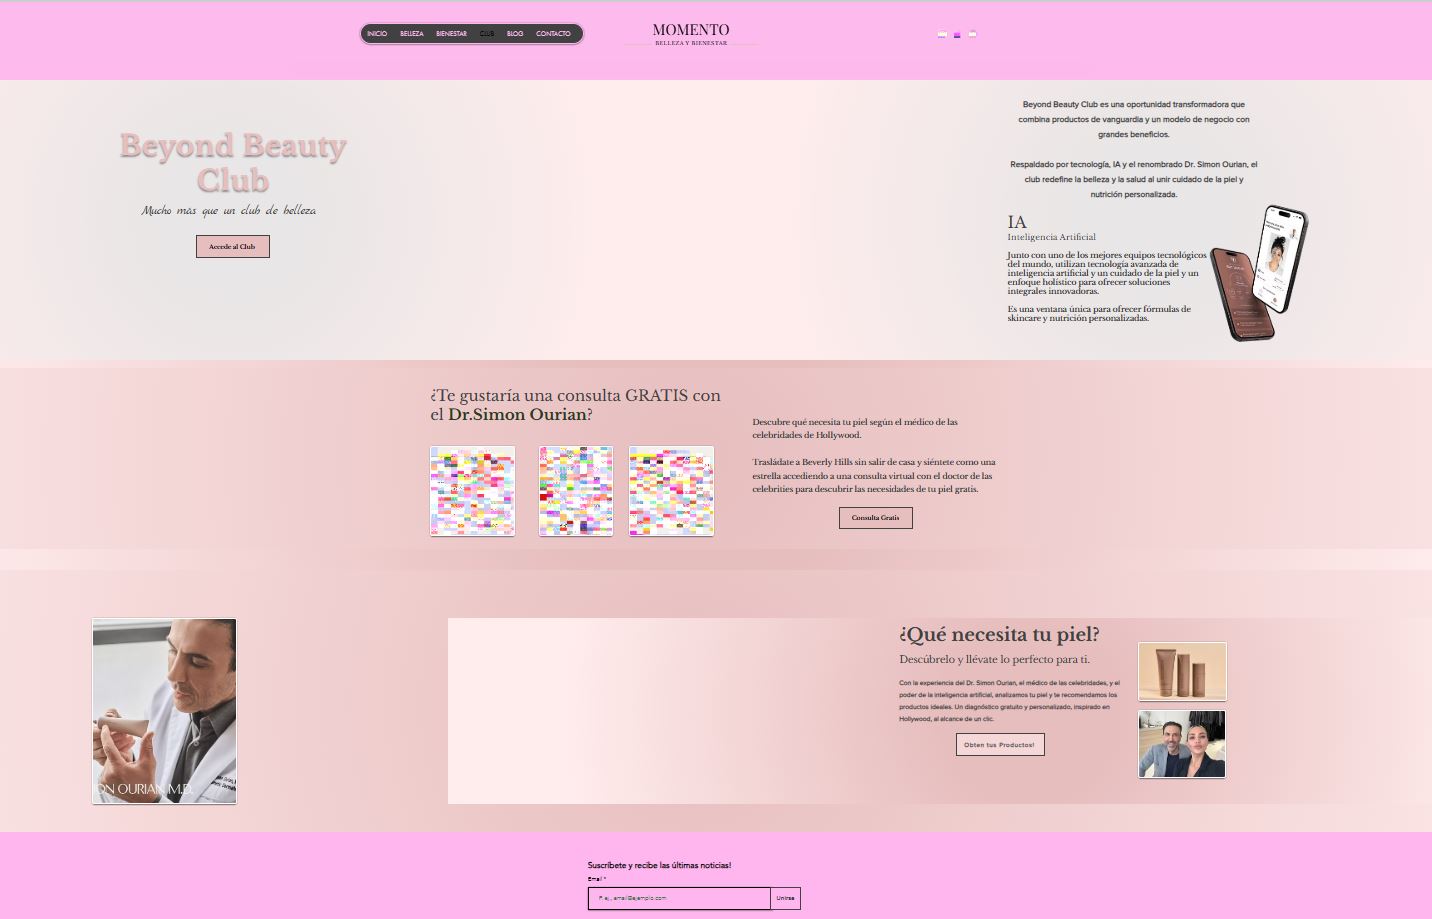 INICIO BELLEZA BIENESTAR CLUB BLOG CONTACTO
MOMENTO
BELLEZA Y BIENESTAR
Beyond Beauty
Club
Mucho más que un club de belleza
Accede al Club
Beyond Beauty Club es una oportunidad transformadora que
combina productos de vanguardia y un modelo de negocio con
grandes beneficios.
Respaldado por tecnología, IA y el renombrado Dr. Simon Ourian, el
club redefine la belleza y la salud al unir cuidado de la piel y
nutrición personalizada.
IA
Inteligencia Artificial
Junto con uno de los mejores equipos tecnológicos
del mundo, utilizan tecnología avanzada de
inteligencia artificial y un cuidado de la piel y un
enfoque holístico para ofrecer soluciones
integrales innovadoras.
Es una ventana única para ofrecer fórmulas de
skincare y nutrición personalizadas.
¿Te gustaría una consulta GRATIS con
el Dr.Simon Ourian?
Descubre qué necesita tu piel según el médico de las
celebridades de Hollywood.
Trasládate a Beverly Hills sin salir de casa y siéntete como una
estrella accediendo a una consulta virtual con el doctor de las
celebrities para descubrir las necesidades de tu piel gratis.
Consulta Gratis
ON OURIAN M.D.
¿Qué necesita tu piel?
Descúbrelo y llévate lo perfecto para ti.
Con la experiencia del Dr. Simon Ourian, el médico de las celebridades, y el
poder de la inteligencia artificial, analizamos tu piel y te recomendamos los
productos ideales. Un diagnóstico gratuito y personalizado, inspirado en
Hollywood, al alcance de un clic.
Obten tus Productos!
Suscríbete y recibe las últimas noticias!
Email *
P. ej., email@ejemplo.com
Unirse